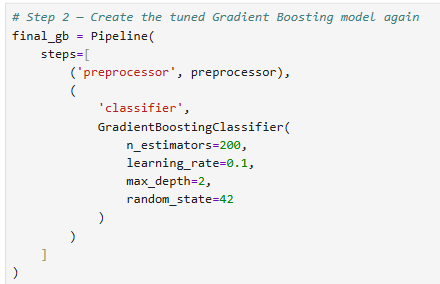 # Step 2 — Create the tuned Gradient Boosting model again
final_gb = Pipeline(
    steps=[
        ('preprocessor', preprocessor),
        (
            'classifier',
            GradientBoostingClassifier(
                n_estimators=200,
                learning_rate=0.1,
                max_depth=2,
                random_state=42
            )
        )
    ]
)